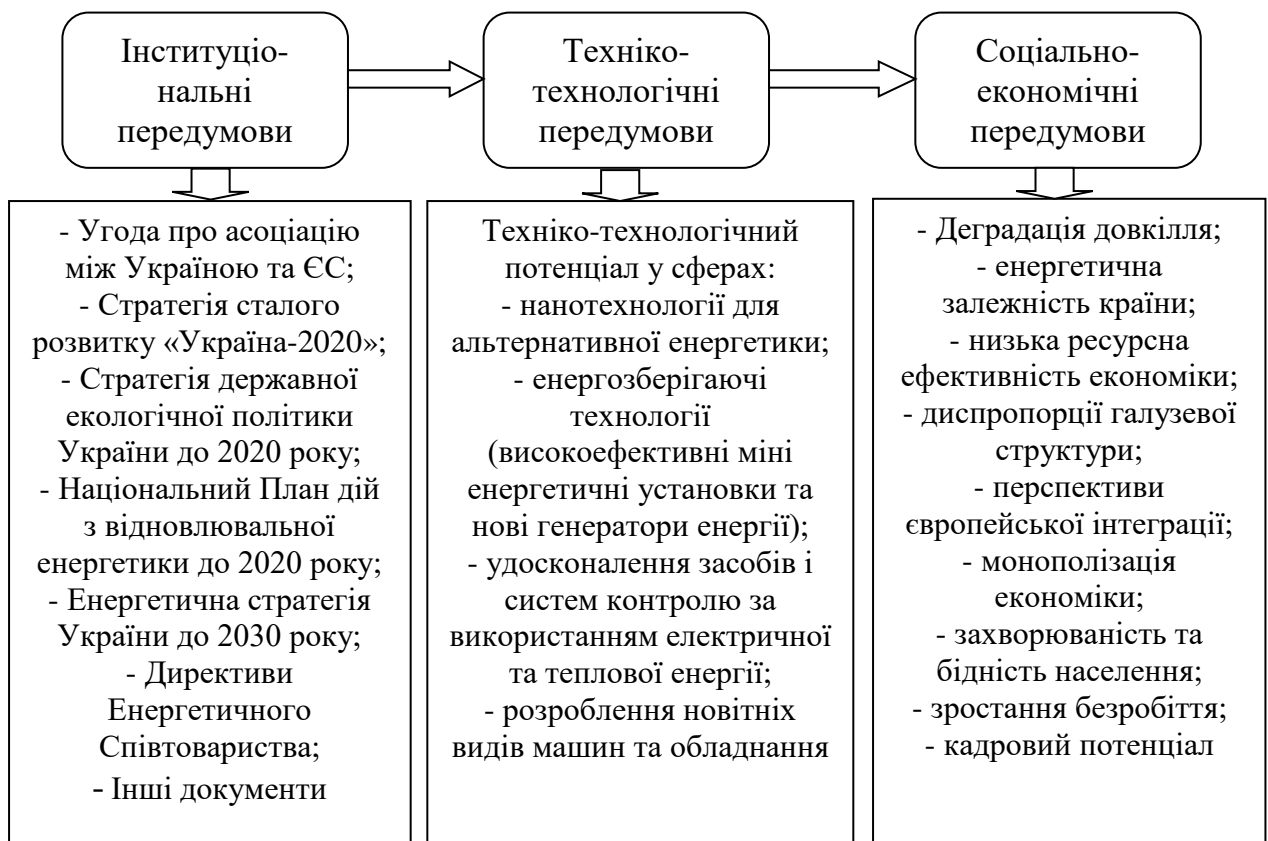 Інституціо-
нальні
передумови
Техніко-
технологічні
передумови
Соціально-
економічні
передумови
- Угода про асоціацію
між Україною та ЄС;
- Стратегія сталого
розвитку «Україна-2020»;
- Стратегія державної
екологічної політики
України до 2020 року;
- Національний План дій
з відновлювальної
енергетики до 2020 року;
- Енергетична стратегія
України до 2030 року;
- Директиви
Енергетичного
Співтовариства;
- Інші документи
Техніко-технологічний
потенціал у сферах:
- нанотехнології для
альтернативної енергетики;
- енергозберігаючі
технології
(високоефективні міні
енергетичні установки та
нові генератори енергії);
- удосконалення засобів і
систем контролю за
використанням електричної
та теплової енергії;
- розроблення новітніх
видів машин та обладнання
- Деградація довкілля;
- енергетична
залежність країни;
- низька ресурсна
ефективність економіки;
- диспропорції галузевої
структури;
- перспективи
європейської інтеграції;
- монополізація
економіки;
- захворюваність та
бідність населення;
- зростання безробіття;
- кадровий потенціал